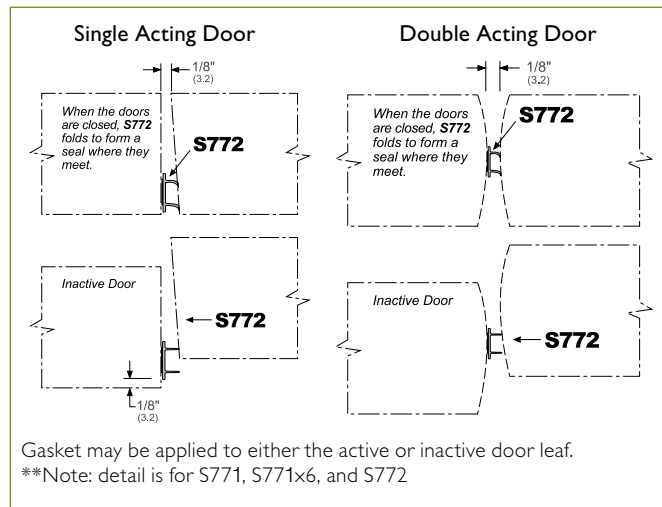 Single Acting Door
1/8"
(3.2)
When the doors
are closed, S772
folds to form a
seal where they
meet.
S772
Inactive Door
S772
1/8"
(3.2)
Double Acting Door
1/8"
(3.2)
When the doors
are closed, S772
folds to form a
seal where they
meet.
S772
Inactive Door
S772
Gasket may be applied to either the active or inactive door leaf.
**Note: detail is for S771, S771x6, and S772